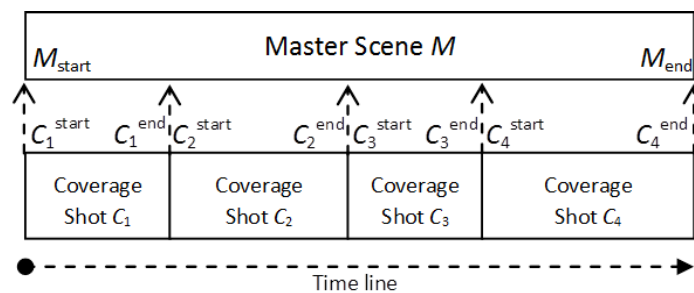 Master Scene M
M_start M_end
C_1^start C_1^end C_2^start C_2^end C_3^start C_3^end C_4^start C_4^end
Coverage Coverage Coverage Coverage
Shot C_1 Shot C_2 Shot C_3 Shot C_4
Time line